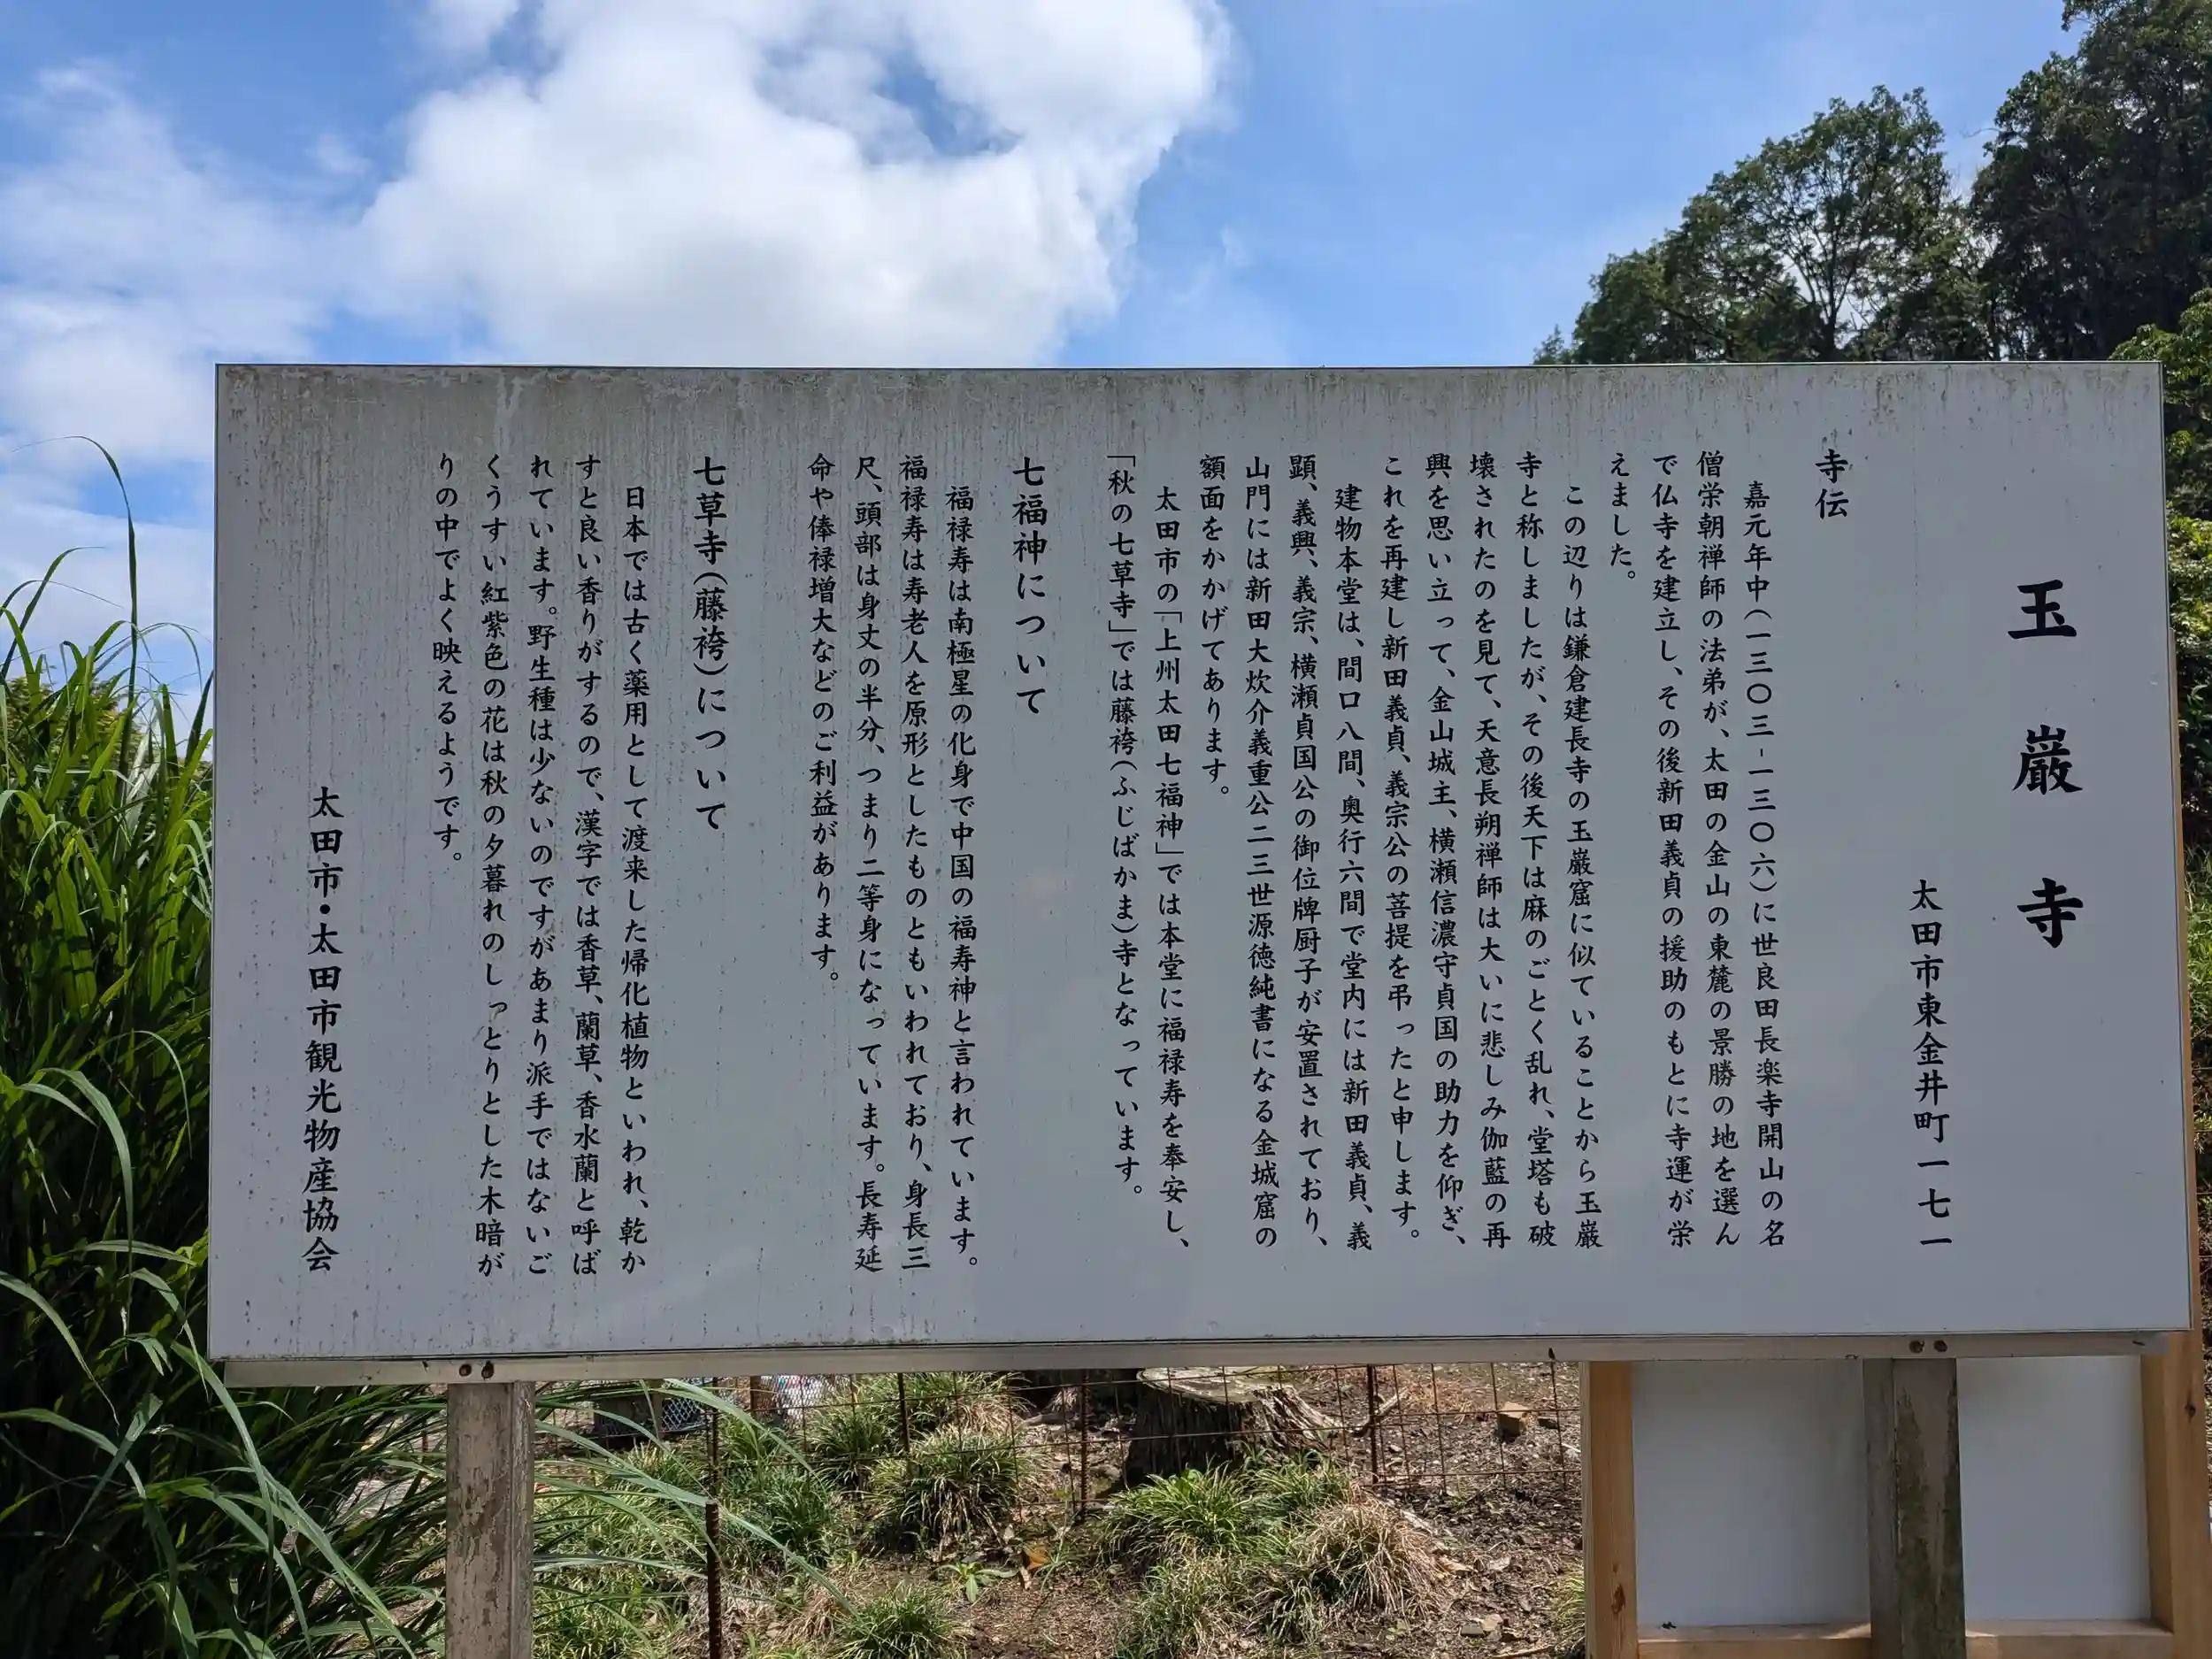 玉巖寺
太田市東金井町一七一
寺伝
嘉元年中(一三〇三-一三〇六)に世良田長楽寺開山の名
僧栄朝禅師の法弟が、太田の金山の東麓の景勝の地を選ん
で仏寺を建立し、その後新田義貞の援助のもとに寺運が栄
えました。
この辺りは鎌倉建長寺の玉巖窟に似ていることから玉巖
寺と称しましたが、その後天下は麻のごとく乱れ、堂塔も破
壊されたのを見て、天意長朔禅師は大いに悲しみ伽藍の再
興を思い立って、金山城主、横瀬信濃守貞国の助力を仰ぎ、
これを再建し新田義貞、義宗公の菩提を弔ったと申します。
建物本堂は、間口八間、奥行六間で堂内には新田義貞、義
顕、義興、義宗、横瀬貞国公の御位牌厨子が安置されており、
山門には新田大炊介義重公二三世源徳純書になる金城窟の
額面をかかげてあります。
太田市の「上州太田七福神」では本堂に福禄寿を奉安し、
「秋の七草寺」では藤袴(ふじばかま)寺となっています。
七福神について
福禄寿は南極星の化身で中国の福寿神と言われています。
福禄寿は寿老人を原形としたものともいわれており、身長三
尺、頭部は身丈の半分、つまり二等身になっています。長寿延
命や俸禄増大などのご利益があります。
七草寺(藤袴)について
日本では古く薬用として渡来した帰化植物といわれ、乾か
すと良い香りがするので、漢字では香草、蘭草、香水蘭と呼ば
れています。野生種は少ないのですがあまり派手ではないご
くうすい紅紫色の花は秋の夕暮れのしっとりとした木暗が
りの中でよく映えるようです。
太田市・太田市観光物産協会